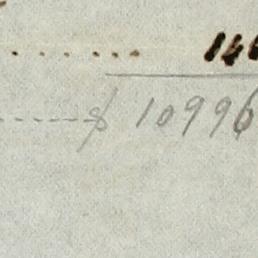 ..... 14
----- $ 10996